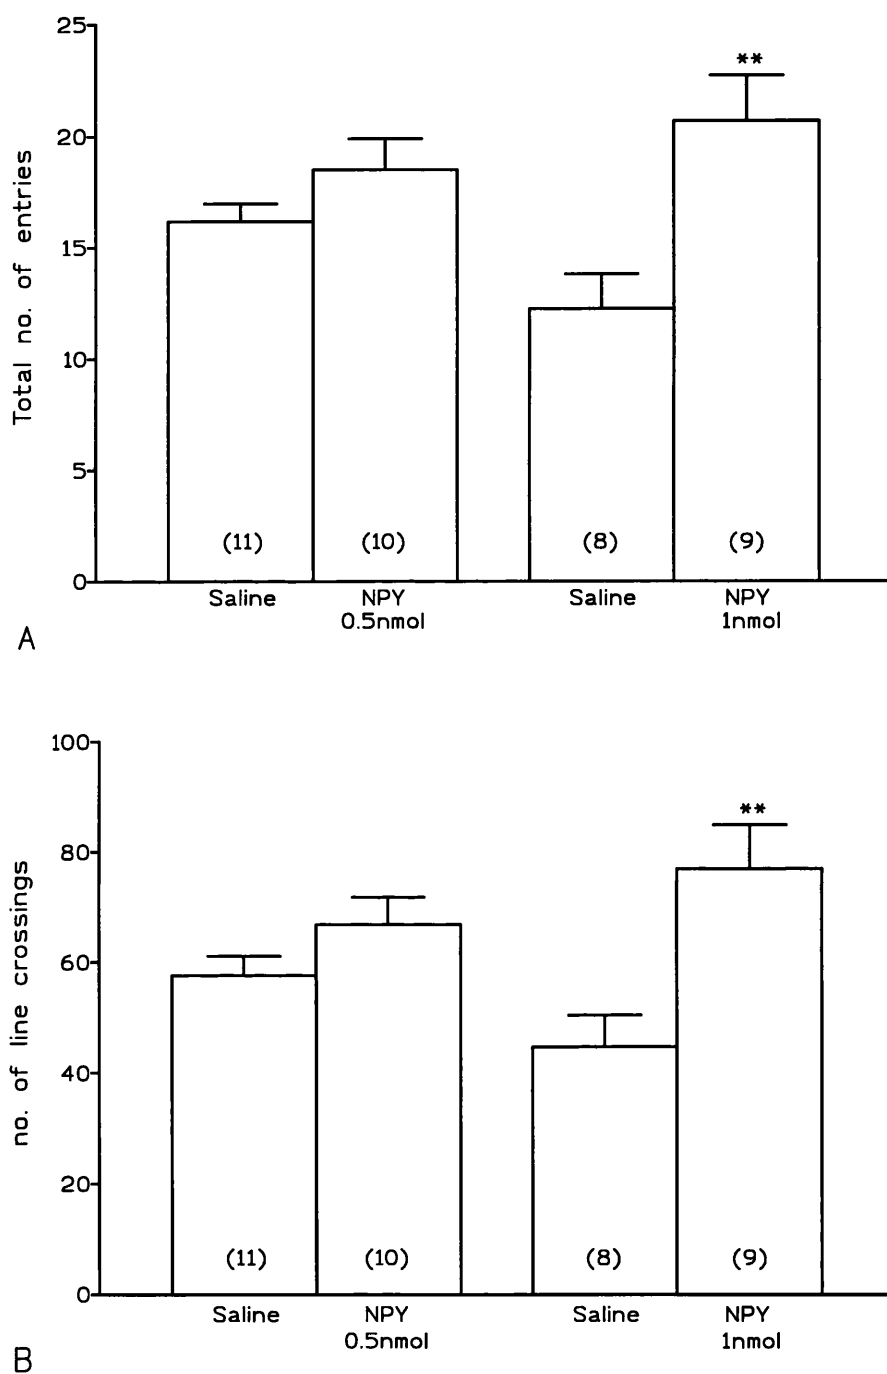 25
20
15
10
5
0
Total no. of entries
**
(11)
(10)
(8)
(9)
Saline
NPY
0.5nmol
Saline
NPY
1nmol
A
100
80
60
40
20
0
no. of line crossings
**
(11)
(10)
(8)
(9)
Saline
NPY
0.5nmol
Saline
NPY
1nmol
B